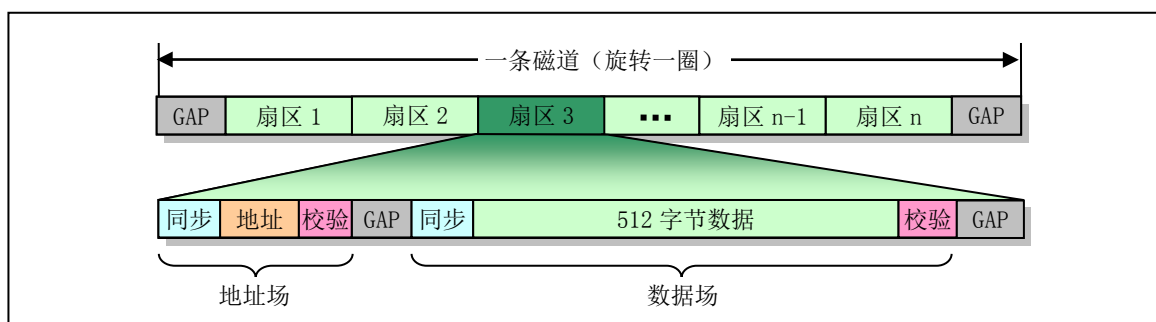 一条磁道（旋转一圈）
GAP 扇区 1 扇区 2 扇区 3 ⋯ 扇区 n-1 扇区 n GAP
同步 地址 校验 GAP 同步 512 字节数据 校验 GAP
地址场 数据场